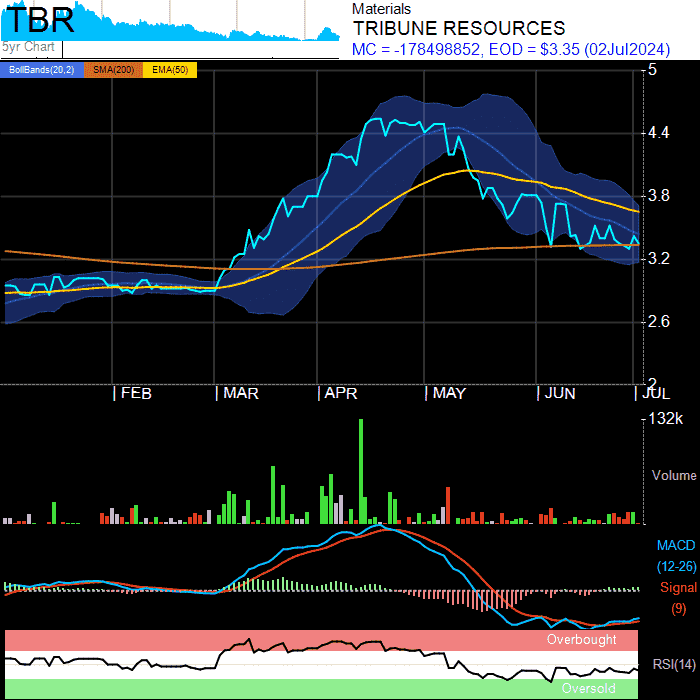 TBR
5yr Chart
Materials
TRIBUNE RESOURCES
MC = -178498852, EOD = $3.35 (02Jul2024)
BollBands(20,2) SMA(200) EMA(50)
5
4.4
3.8
3.2
2.6
2
FEB MAR APR MAY JUN JUL
132k
Volume
MACD
(12-26)
Signal
(9)
Overbought
RSI(14)
Oversold